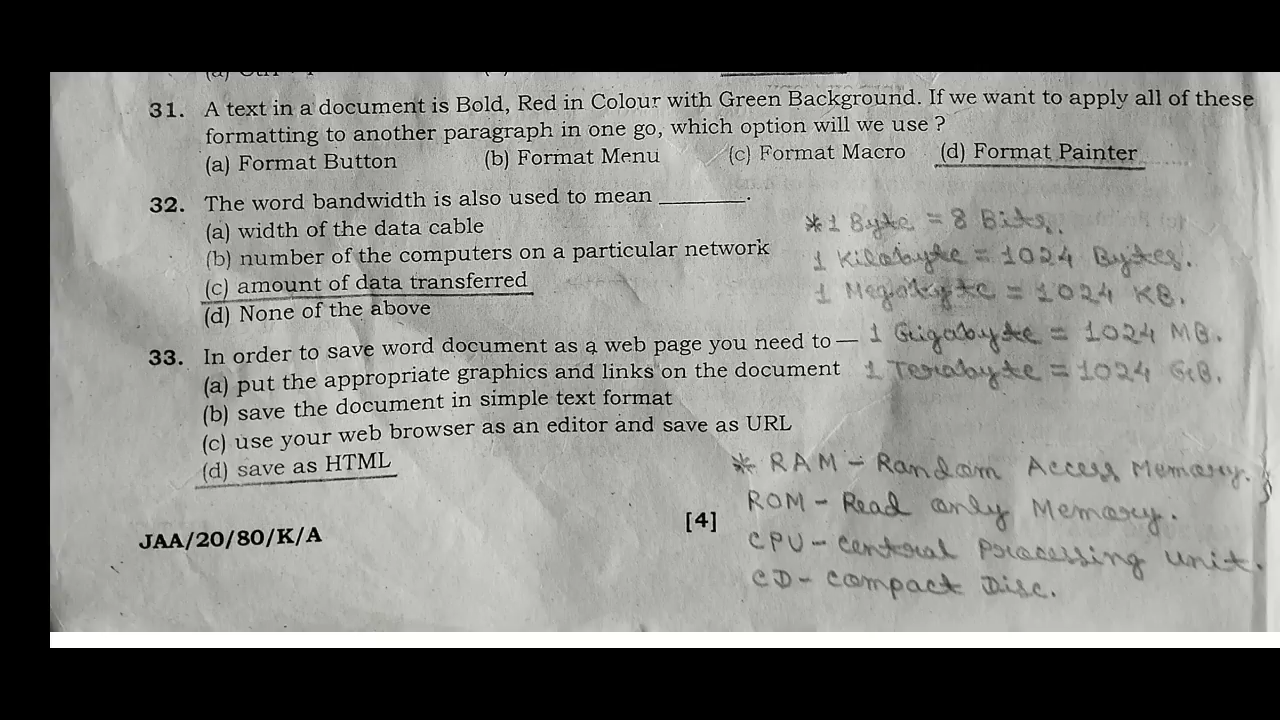 31. A text in a document is Bold, Red in Colour with Green Background. If we want to apply all of these
formatting to another paragraph in one go, which option will we use ?
(a) Format Button (b) Format Menu (c) Format Macro (d) Format Painter
32. The word bandwidth is also used to mean ________.
(a) width of the data cable
(b) number of the computers on a particular network
(c) amount of data transferred
(d) None of the above
* 1 Byte = 8 Bits.
1 Kilobyte = 1024 Bytes.
1 Megabyte = 1024 KB.
1 Gigabyte = 1024 MB.
1 Terabyte = 1024 GB.
33. In order to save word document as a web page you need to —
(a) put the appropriate graphics and links on the document
(b) save the document in simple text format
(c) use your web browser as an editor and save as URL
(d) save as HTML
* RAM - Random Access Memory.
ROM - Read only Memory.
CPU - Central Processing unit.
CD - Compact Disc.
[4]
JAA/20/80/K/A